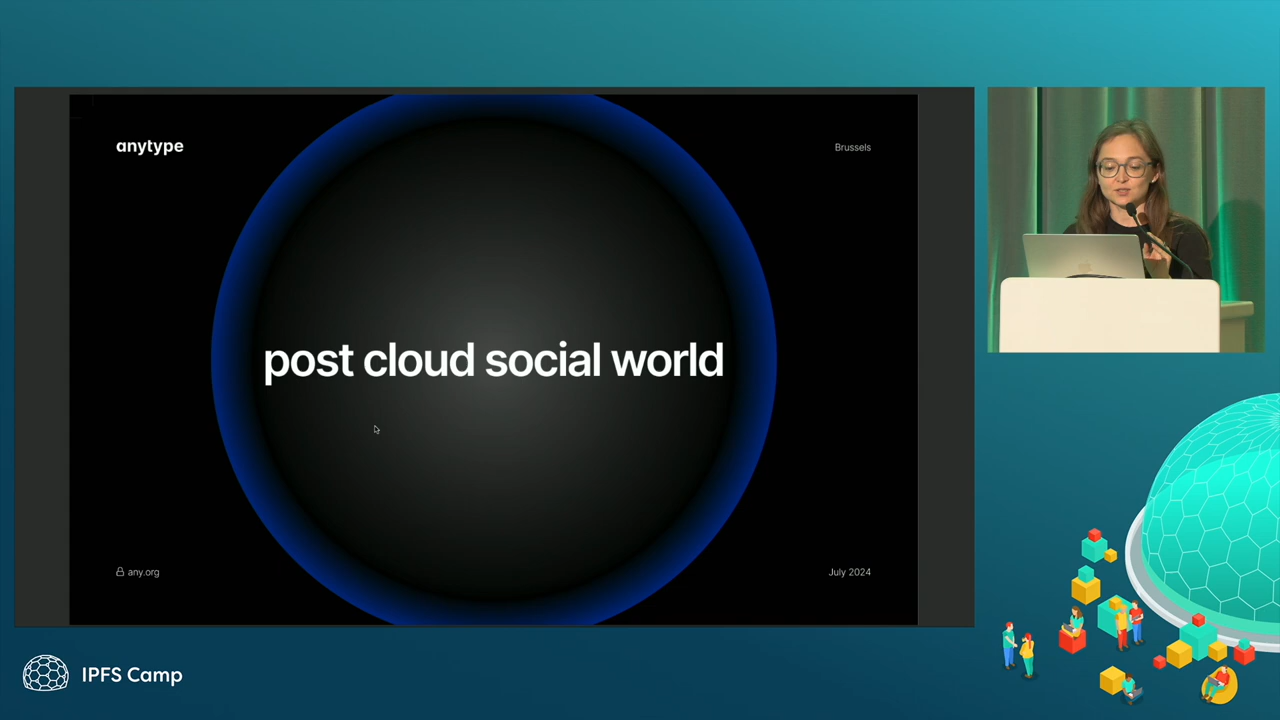 anytype
Brussels
post cloud social world
any.org
July 2024
IPFS Camp